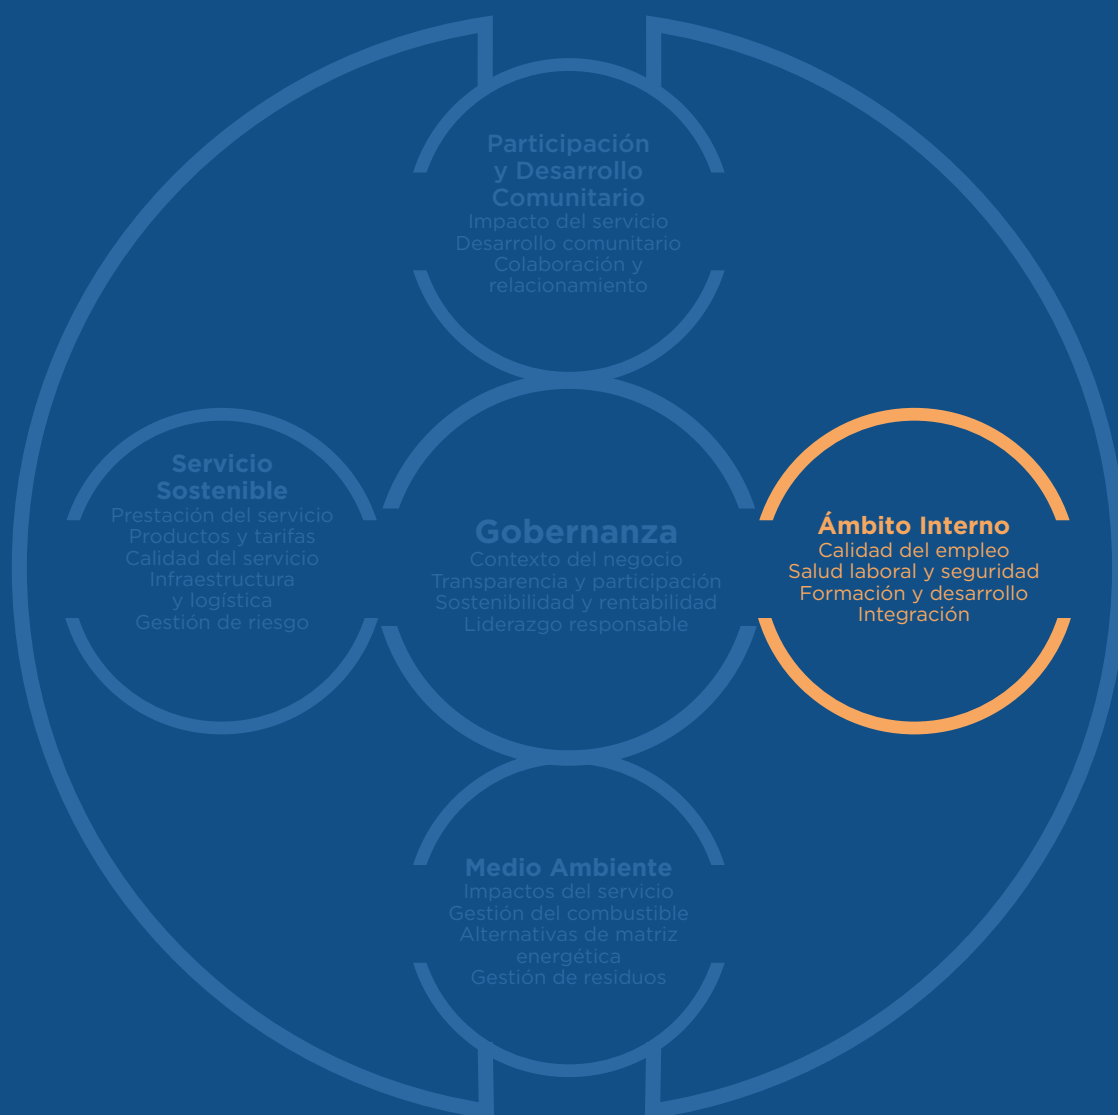 Participación
y Desarrollo
Comunitario
Impacto del servicio
Desarrollo comunitario
Colaboración y
relacionamiento
Servicio
Sostenible
Prestación del servicio
Productos y tarifas
Calidad del servicio
Infraestructura
y logística
Gestión de riesgo
Gobernanza
Contexto del negocio
Transparencia y participación
Sostenibilidad y rentabilidad
Liderazgo responsable
Ámbito Interno
Calidad del empleo
Salud laboral y seguridad
Formación y desarrollo
Integración
Medio Ambiente
Impactos del servicio
Gestión del combustible
Alternativas de matriz
energética
Gestión de residuos